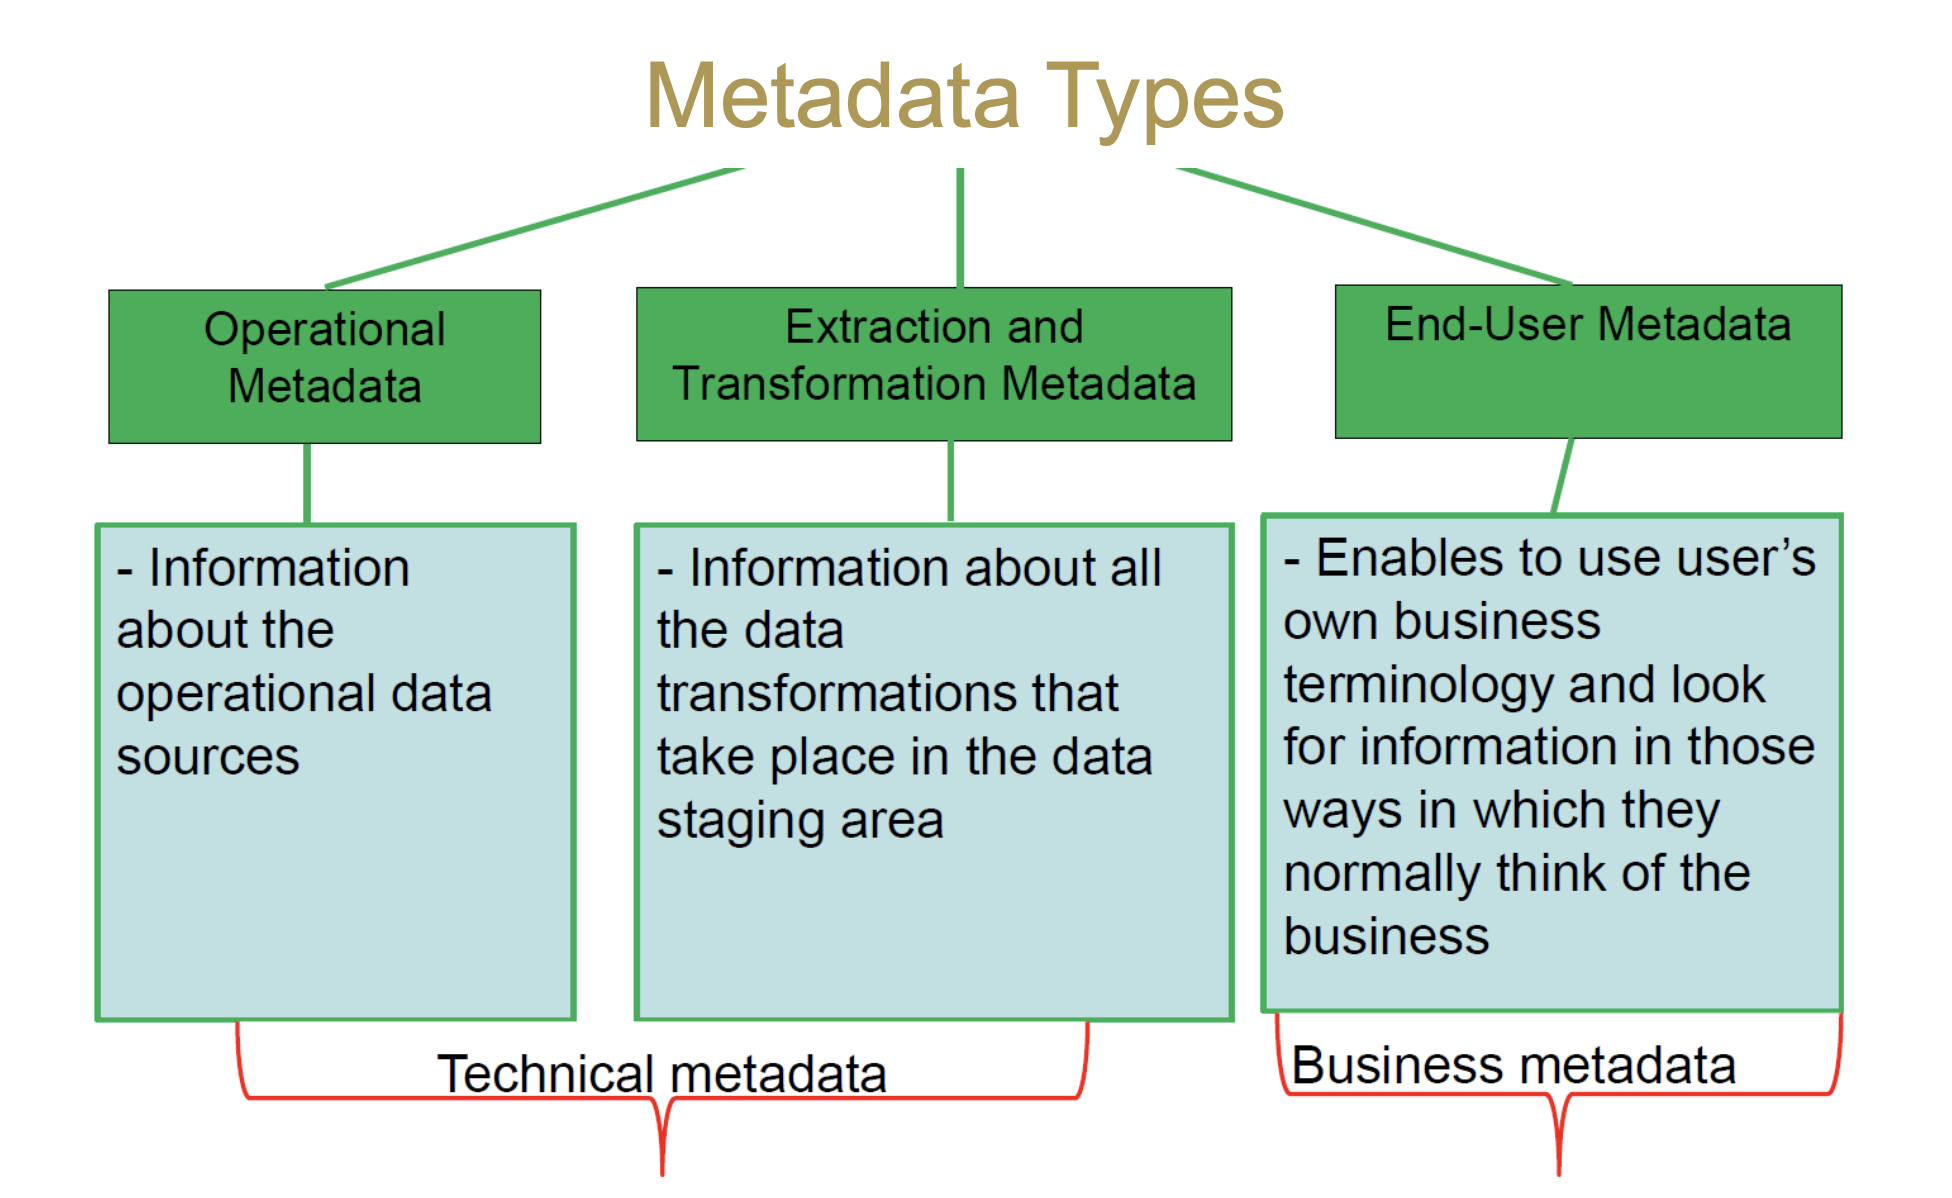 Metadata Types
Operational
Metadata
Extraction and
Transformation Metadata
End-User Metadata
- Information
about the
operational data
sources
- Information about all
the data
transformations that
take place in the data
staging area
- Enables to use user’s
own business
terminology and look
for information in those
ways in which they
normally think of the
business
Technical metadata
Business metadata